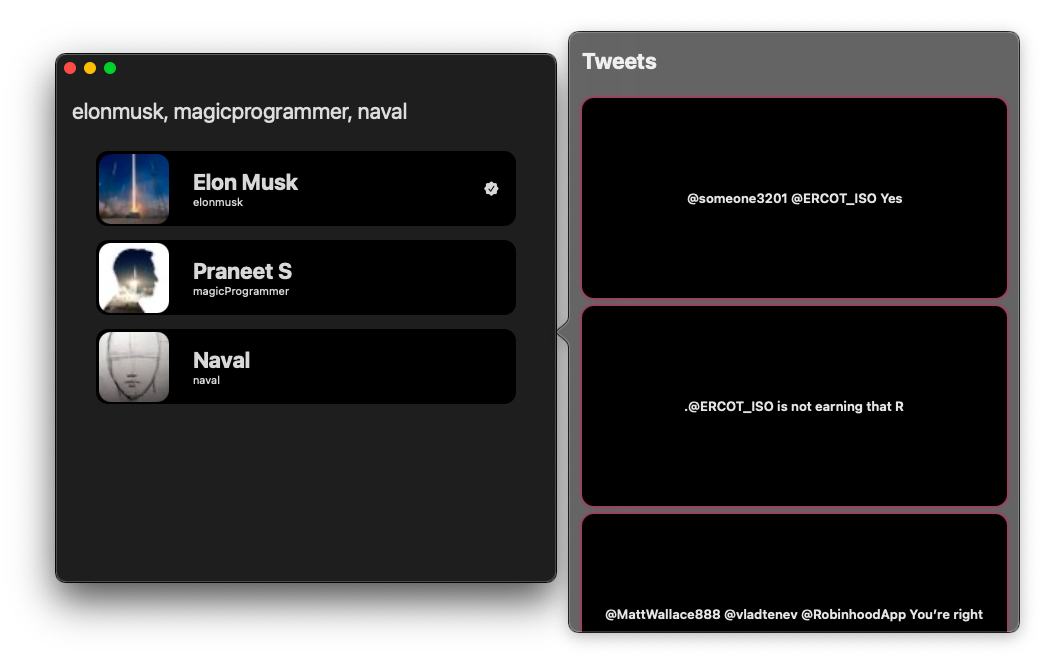 elonmusk, magicprogrammer, naval
Elon Musk
elonmusk
Praneet S
magicProgrammer
Naval
naval
Tweets
@someone3201 @ERCOT_ISO Yes
.@ERCOT_ISO is not earning that R
@MattWallace888 @vladtenev @RobinhoodApp You’re right